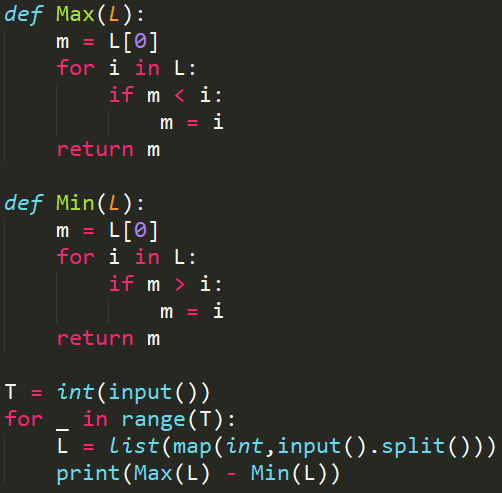 def Max(L):
    m = L[0]
    for i in L:
        if m < i:
            m = i
    return m

def Min(L):
    m = L[0]
    for i in L:
        if m > i:
            m = i
    return m

T = int(input())
for _ in range(T):
    L = list(map(int,input().split()))
    print(Max(L) - Min(L))